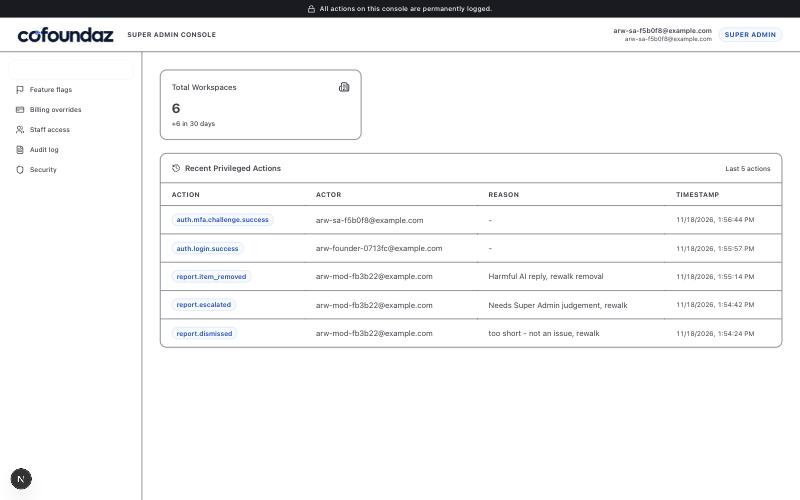 All actions on this console are permanently logged.
cofoundaz
SUPER ADMIN CONSOLE
arw-sa-f5b0f8@example.com
arw-sa-f5b0f8@example.com
SUPER ADMIN
Feature flags
Billing overrides
Staff access
Audit log
Security
Total Workspaces
6
+6 in 30 days
Recent Privileged Actions
Last 5 actions
ACTION ACTOR REASON TIMESTAMP
auth.mfa.challenge.success arw-sa-f5b0f8@example.com - 11/18/2026, 1:56:44 PM
auth.login.success arw-founder-0713fc@example.com - 11/18/2026, 1:55:57 PM
report.item_removed arw-mod-fb3b22@example.com Harmful AI reply, rewalk removal 11/18/2026, 1:55:14 PM
report.escalated arw-mod-fb3b22@example.com Needs Super Admin judgement, rewalk 11/18/2026, 1:54:42 PM
report.dismissed arw-mod-fb3b22@example.com too short - not an issue, rewalk 11/18/2026, 1:54:24 PM
N